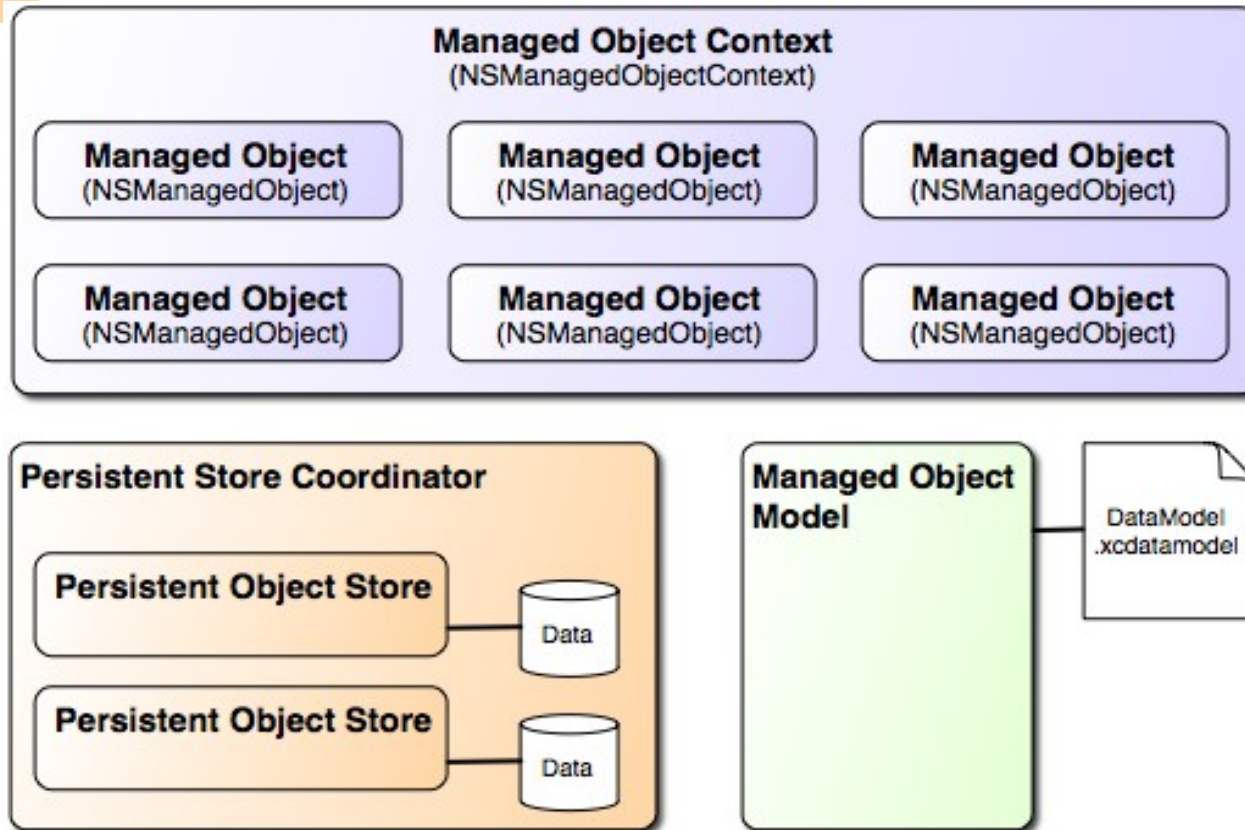 Managed Object Context
(NSManagedObjectContext)
Managed Object
(NSManagedObject)
Managed Object
(NSManagedObject)
Managed Object
(NSManagedObject)
Managed Object
(NSManagedObject)
Managed Object
(NSManagedObject)
Managed Object
(NSManagedObject)
Persistent Store Coordinator
Persistent Object Store
Data
Persistent Object Store
Data
Managed Object
Model
DataModel
.xcdatamodel